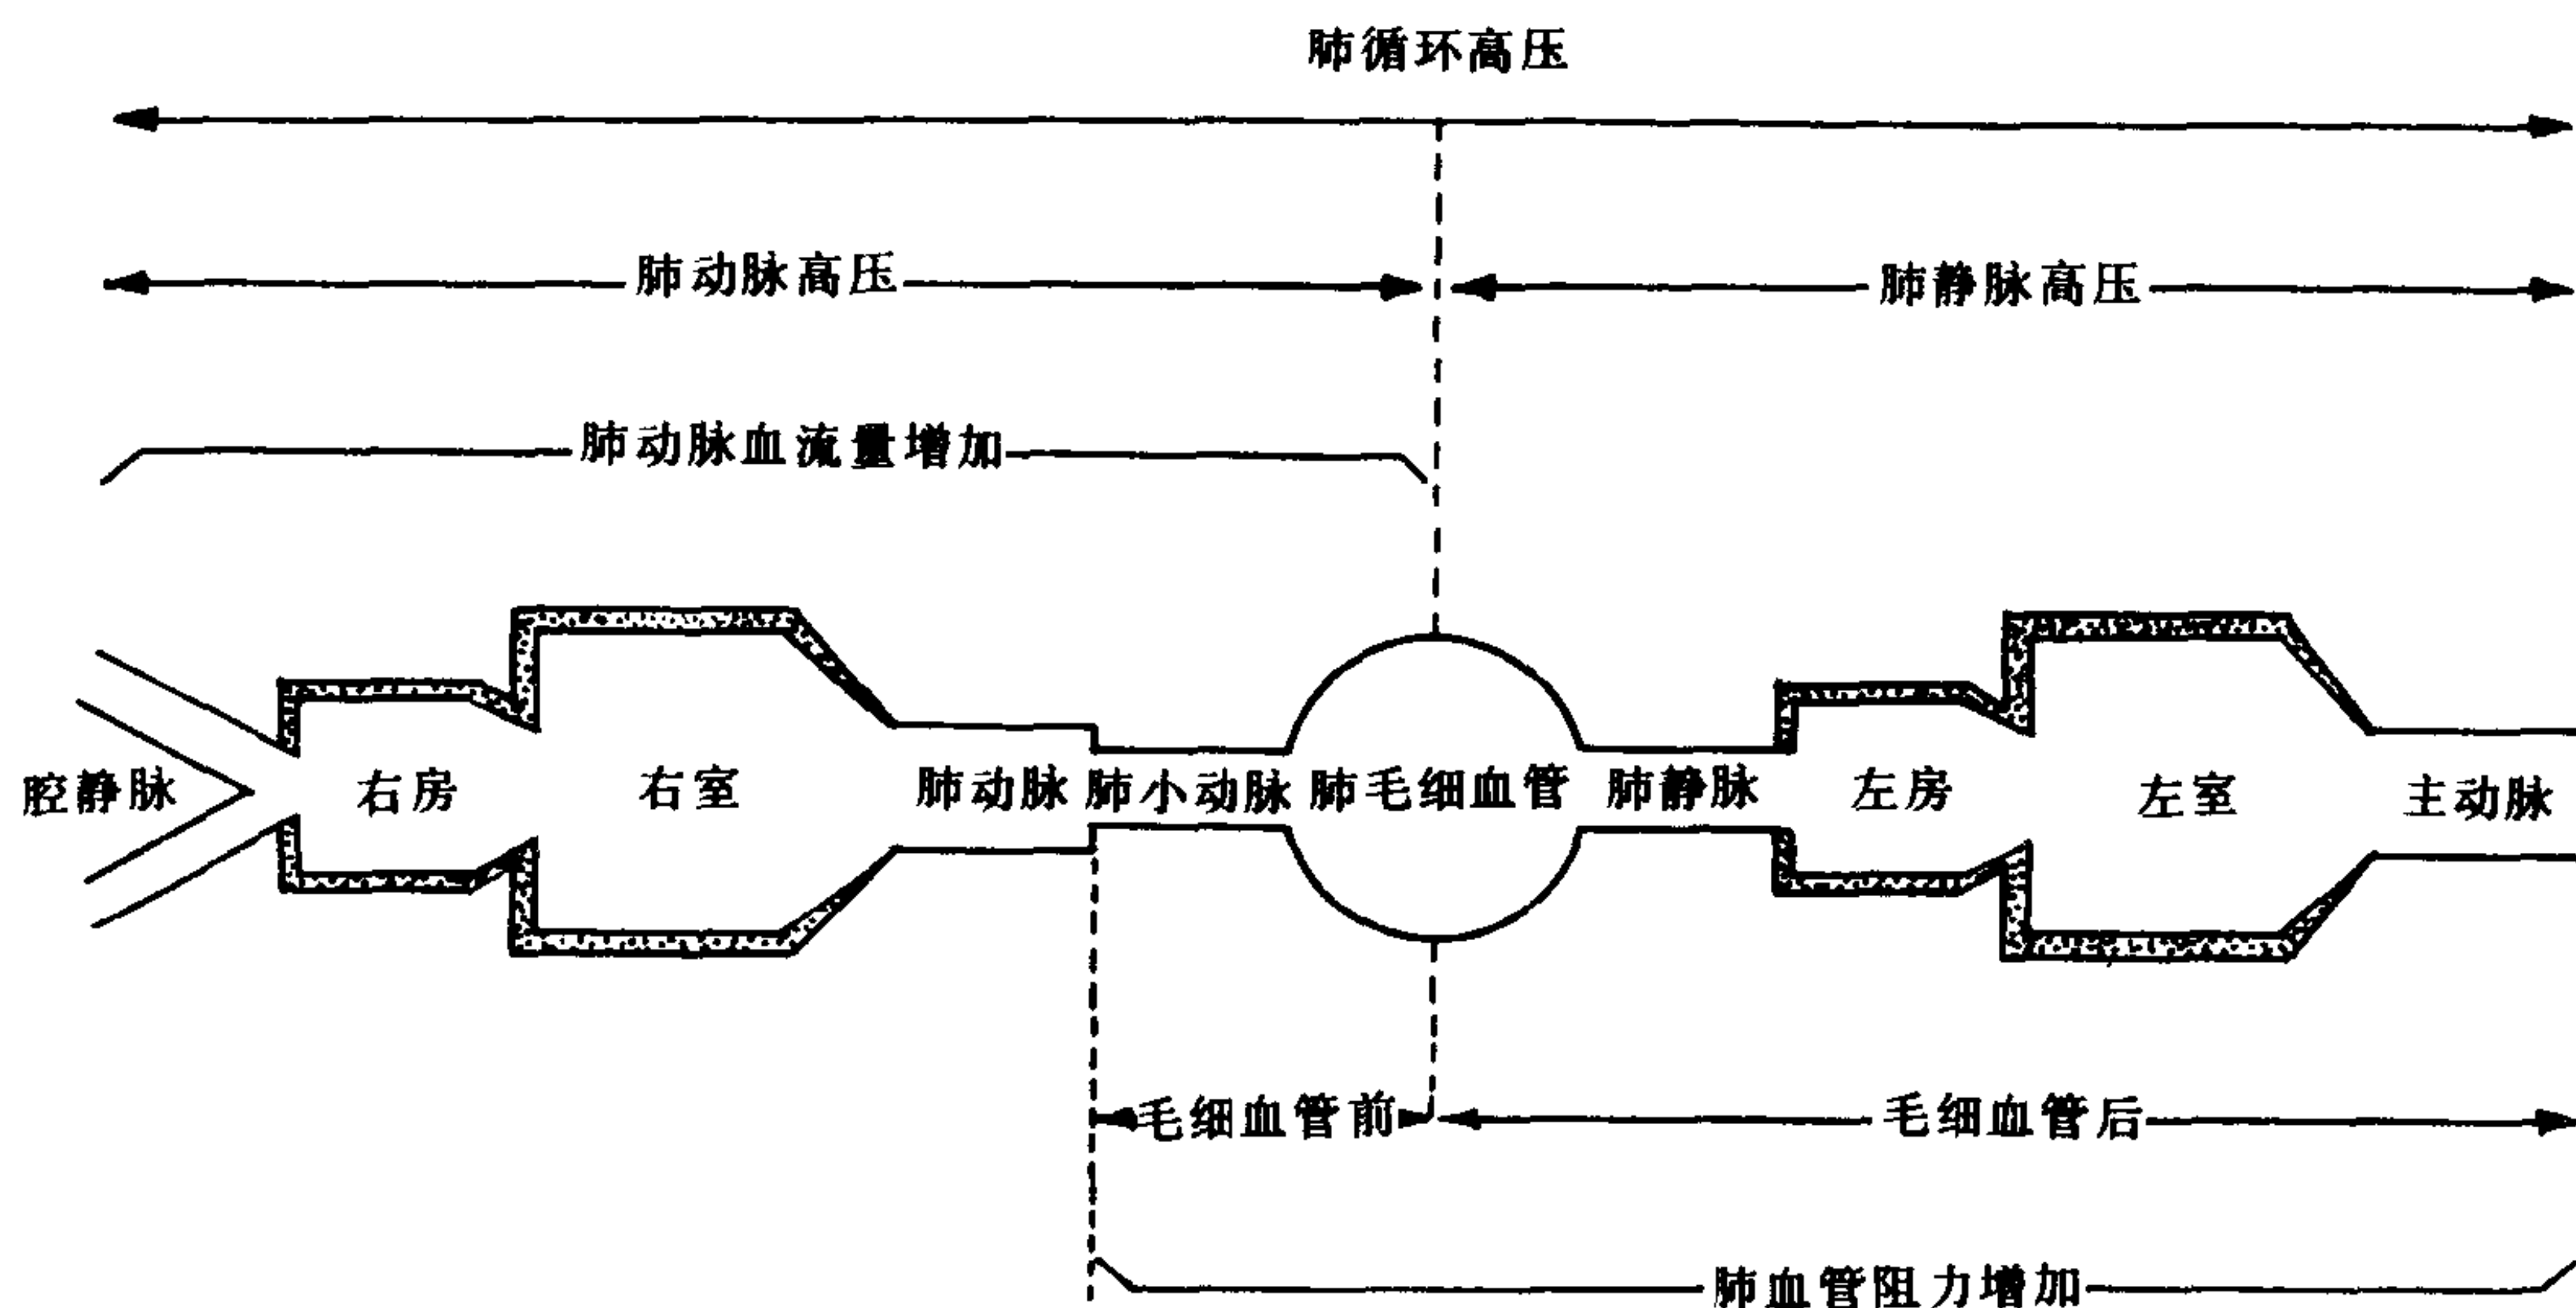 肺循环高压
肺动脉高压 肺静脉高压
肺动脉血流量增加
腔静脉 右房 右室 肺动脉 肺小动脉 肺毛细血管 肺静脉 左房 左室 主动脉
毛细血管前 毛细血管后
肺血管阻力增加